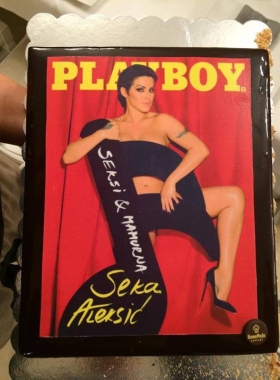 PLAYBOY
SEKSI & MAMURNA
Seka
Aleksić